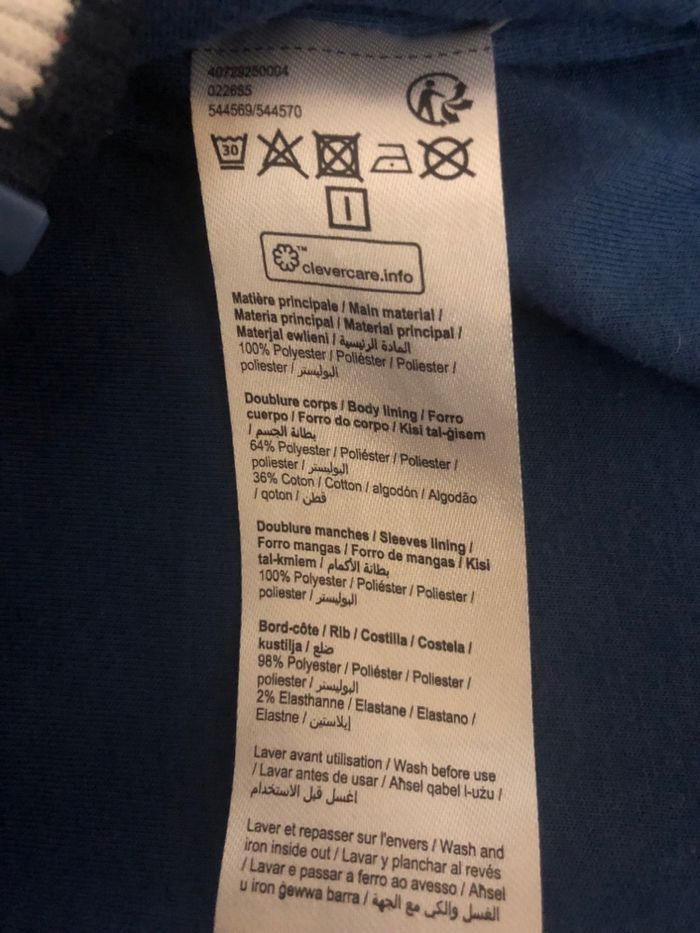 40729250004
022655
544569/544570
30
clevercare.info™
Matière principale / Main material /
Materia principal / Material principal /
Materjal ewlieni / المادة الرئيسية
100% Polyester / Poliéster / Poliester /
poliester / البوليستر
Doublure corps / Body lining / Forro
cuerpo / Forro do corpo / Kisi tal-ġisem
/ بطانة الجسم
64% Polyester / Poliéster / Poliester /
poliester / البوليستر
36% Coton / Cotton / algodón / Algodão
/ qoton / قطن
Doublure manches / Sleeves lining /
Forro mangas / Forro de mangas / Kisi
tal-kmiem / بطانة الأكمام
100% Polyester / Poliéster / Poliester /
poliester / البوليستر
Bord-côte / Rib / Costilla / Costela /
kustilja / ضلع
98% Polyester / Poliéster / Poliester /
poliester / البوليستر
2% Elasthanne / Elastane / Elastano /
Elastne / إيلاستين
Laver avant utilisation / Wash before use
/ Lavar antes de usar / Aħsel qabel l-użu /
اغسل قبل الاستخدام
Laver et repasser sur l'envers / Wash and
iron inside out / Lavar y planchar al revés
/ Lavar e passar a ferro ao avesso / Aħsel
u iron ġewwa barra / الغسل والكي مع الجهة